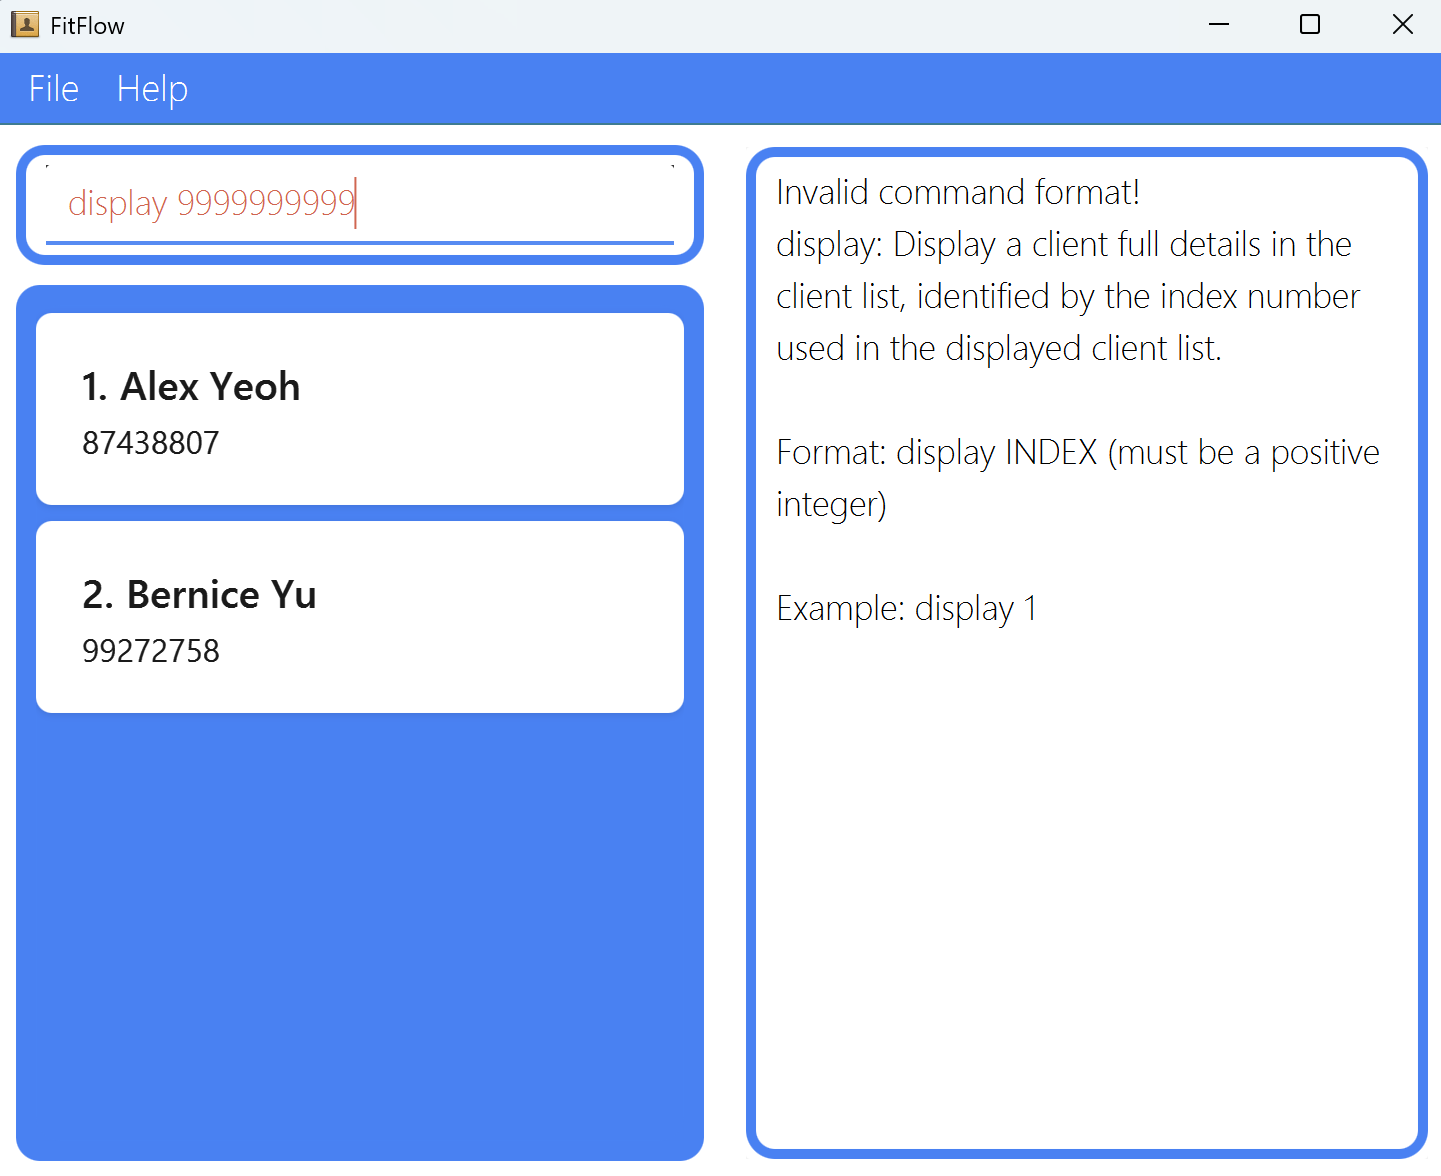 FitFlow
File Help
display 9999999999
1. Alex Yeoh
87438807
2. Bernice Yu
99272758
Invalid command format!
display: Display a client full details in the
client list, identified by the index number
used in the displayed client list.
Format: display INDEX (must be a positive
integer)
Example: display 1